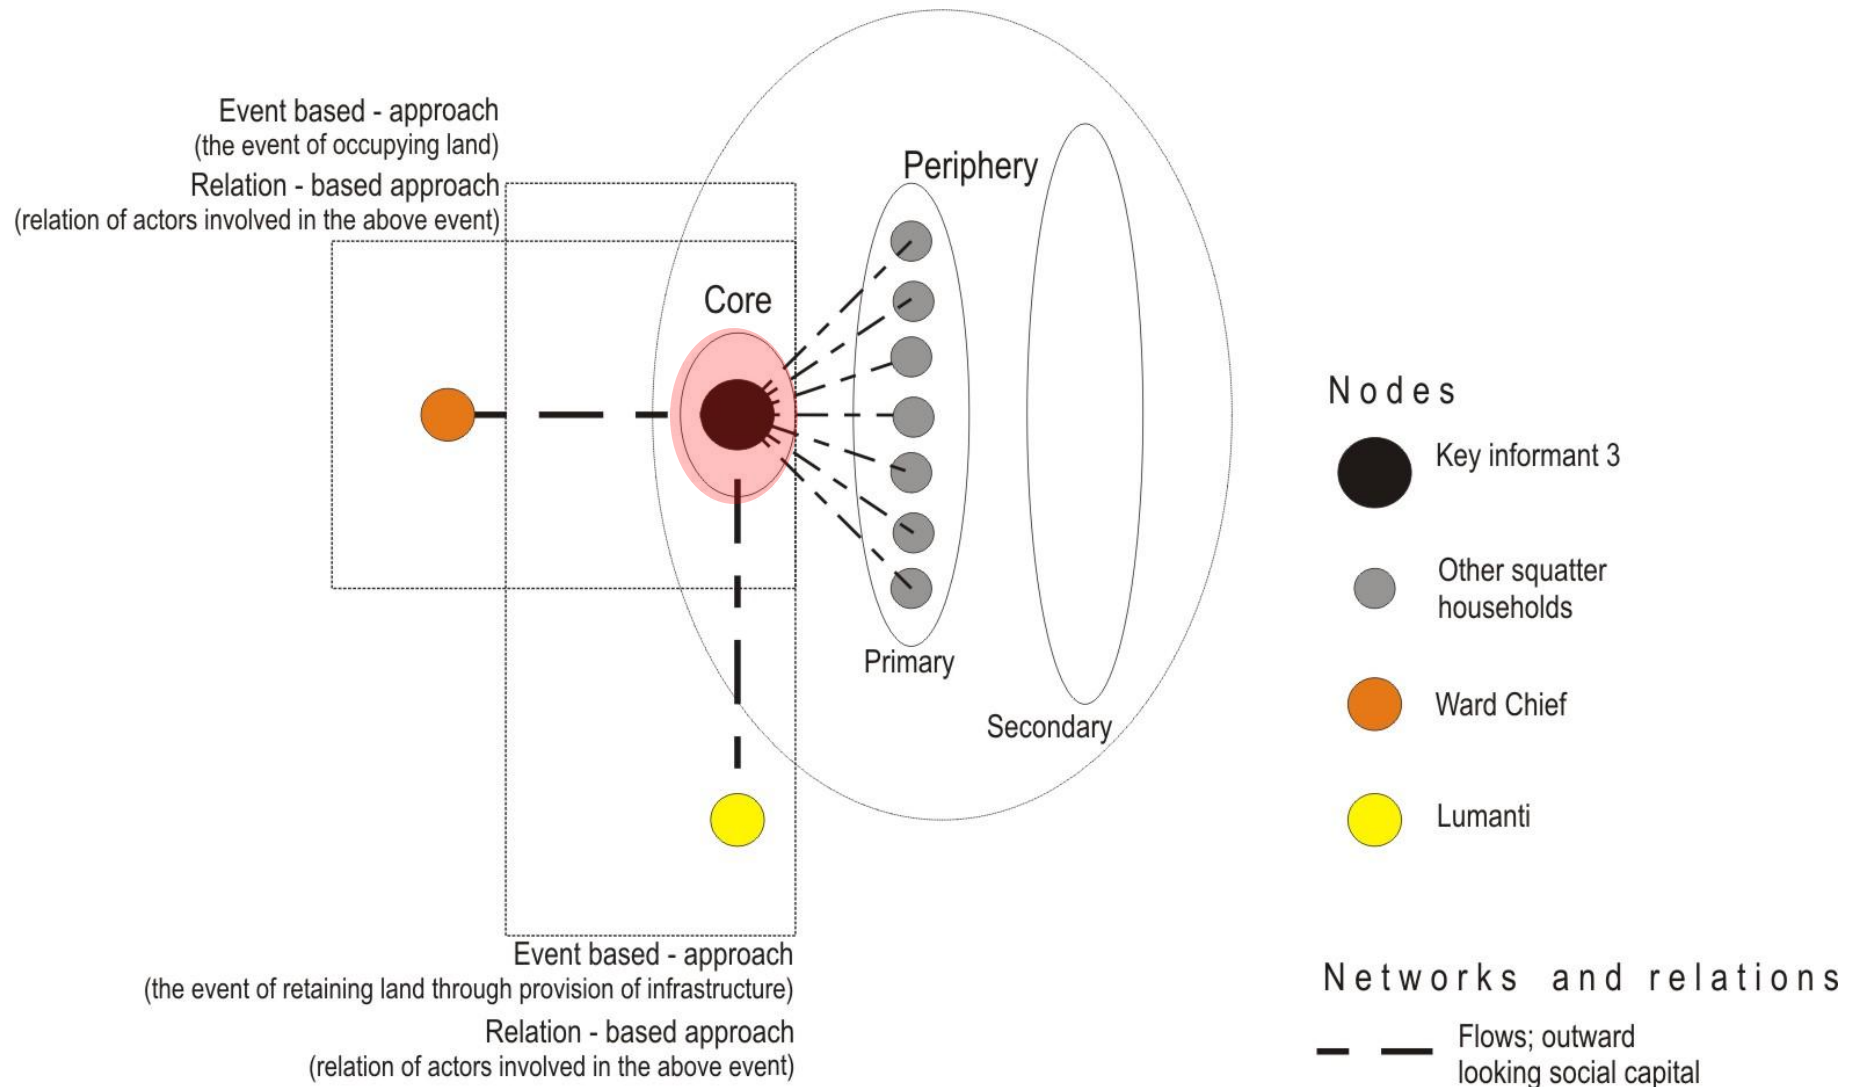 Event based - approach
(the event of occupying land)
Relation - based approach
(relation of actors involved in the above event)
Periphery
Core
Primary
Secondary
Event based - approach
(the event of retaining land through provision of infrastructure)
Relation - based approach
(relation of actors involved in the above event)
Nodes
Key informant 3
Other squatter
households
Ward Chief
Lumanti
Networks and relations
Flows; outward
looking social capital